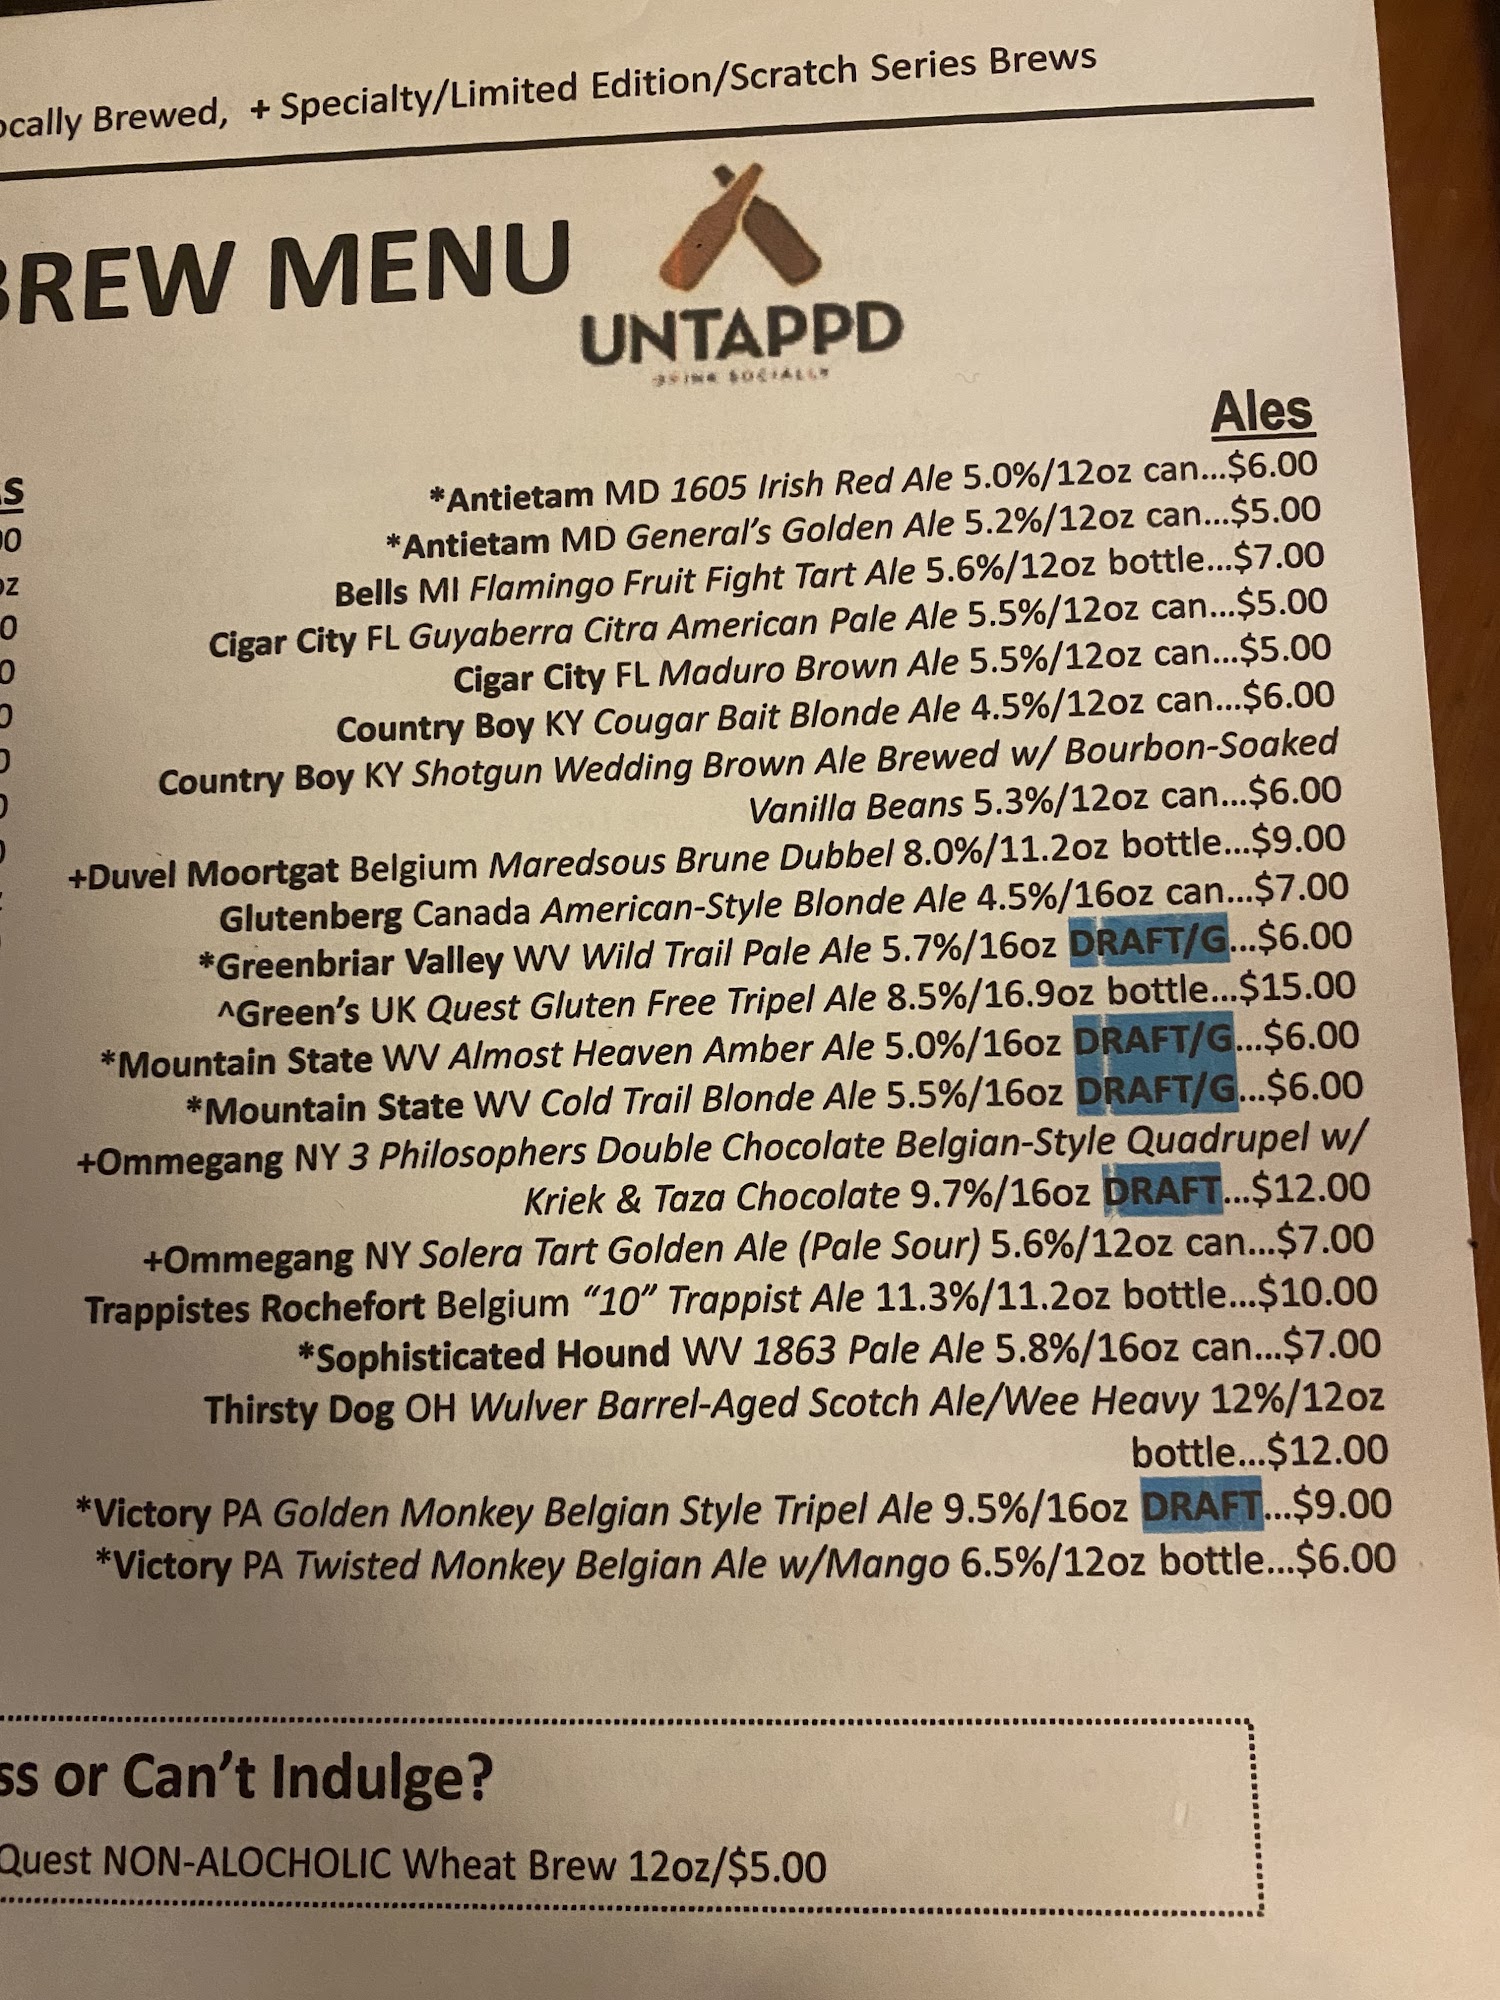 Brewed, + Specialty/Limited Edition/Scratch Series Brews
BREW MENU
UNTAPPD
DRINK SOCIALLY
Ales
*Antietam MD 1605 Irish Red Ale 5.0%/12oz can...$6.00
*Antietam MD General's Golden Ale 5.2%/12oz can...$5.00
Bells MI Flamingo Fruit Fight Tart Ale 5.6%/12oz bottle...$7.00
Cigar City FL Guyaberra Citra American Pale Ale 5.5%/12oz can...$5.00
Cigar City FL Maduro Brown Ale 5.5%/12oz can...$5.00
Country Boy KY Cougar Bait Blonde Ale 4.5%/12oz can...$6.00
Country Boy KY Shotgun Wedding Brown Ale Brewed w/ Bourbon-Soaked
Vanilla Beans 5.3%/12oz can...$6.00
+Duvel Moortgat Belgium Maredsous Brune Dubbel 8.0%/11.2oz bottle...$9.00
Glutenberg Canada American-Style Blonde Ale 4.5%/16oz can...$7.00
*Greenbriar Valley WV Wild Trail Pale Ale 5.7%/16oz DRAFT/G...$6.00
^Green's UK Quest Gluten Free Tripel Ale 8.5%/16.9oz bottle...$15.00
*Mountain State WV Almost Heaven Amber Ale 5.0%/16oz DRAFT/G...$6.00
*Mountain State WV Cold Trail Blonde Ale 5.5%/16oz DRAFT/G...$6.00
+Ommegang NY 3 Philosophers Double Chocolate Belgian-Style Quadrupel w/
Kriek & Taza Chocolate 9.7%/16oz DRAFT...$12.00
+Ommegang NY Solera Tart Golden Ale (Pale Sour) 5.6%/12oz can...$7.00
Trappistes Rochefort Belgium "10" Trappist Ale 11.3%/11.2oz bottle...$10.00
*Sophisticated Hound WV 1863 Pale Ale 5.8%/16oz can...$7.00
Thirsty Dog OH Wulver Barrel-Aged Scotch Ale/Wee Heavy 12%/12oz
bottle...$12.00
*Victory PA Golden Monkey Belgian Style Tripel Ale 9.5%/16oz DRAFT...$9.00
*Victory PA Twisted Monkey Belgian Ale w/Mango 6.5%/12oz bottle...$6.00
or Can't Indulge?
Quest NON-ALOCHOLIC Wheat Brew 12oz/$5.00